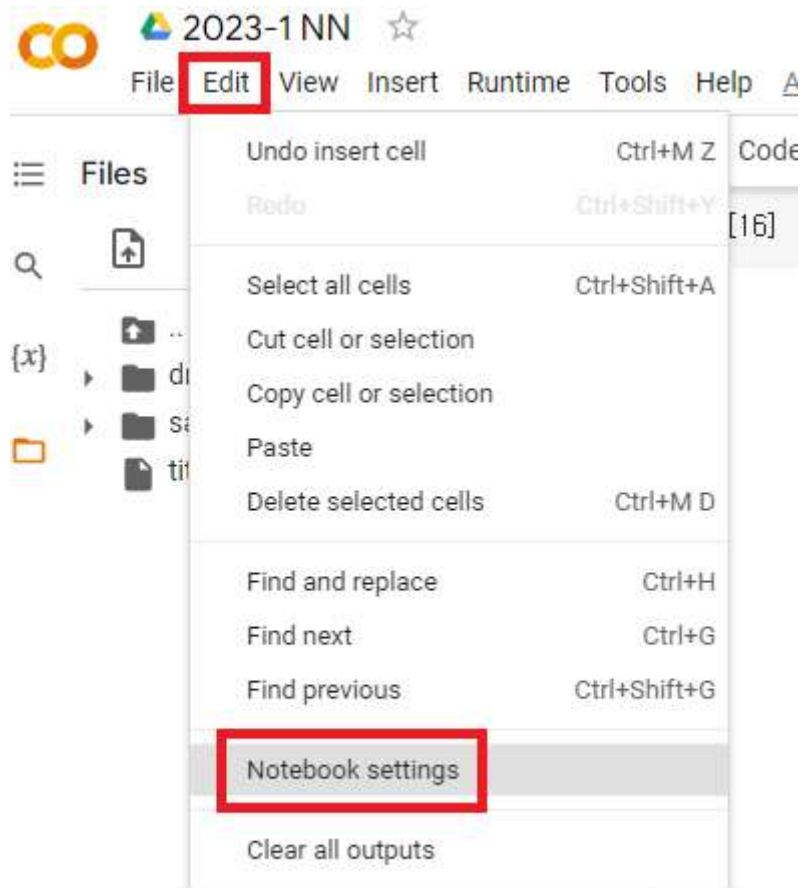 2023-1 NN
File Edit View Insert Runtime Tools Help
Files
Undo insert cell Ctrl+M Z Code
Redo Ctrl+Shift+Y
[16]
Select all cells Ctrl+Shift+A
{x}
..
Cut cell or selection
Copy cell or selection
Paste
Delete selected cells Ctrl+M D
Find and replace Ctrl+H
Find next Ctrl+G
Find previous Ctrl+Shift+G
Notebook settings
Clear all outputs